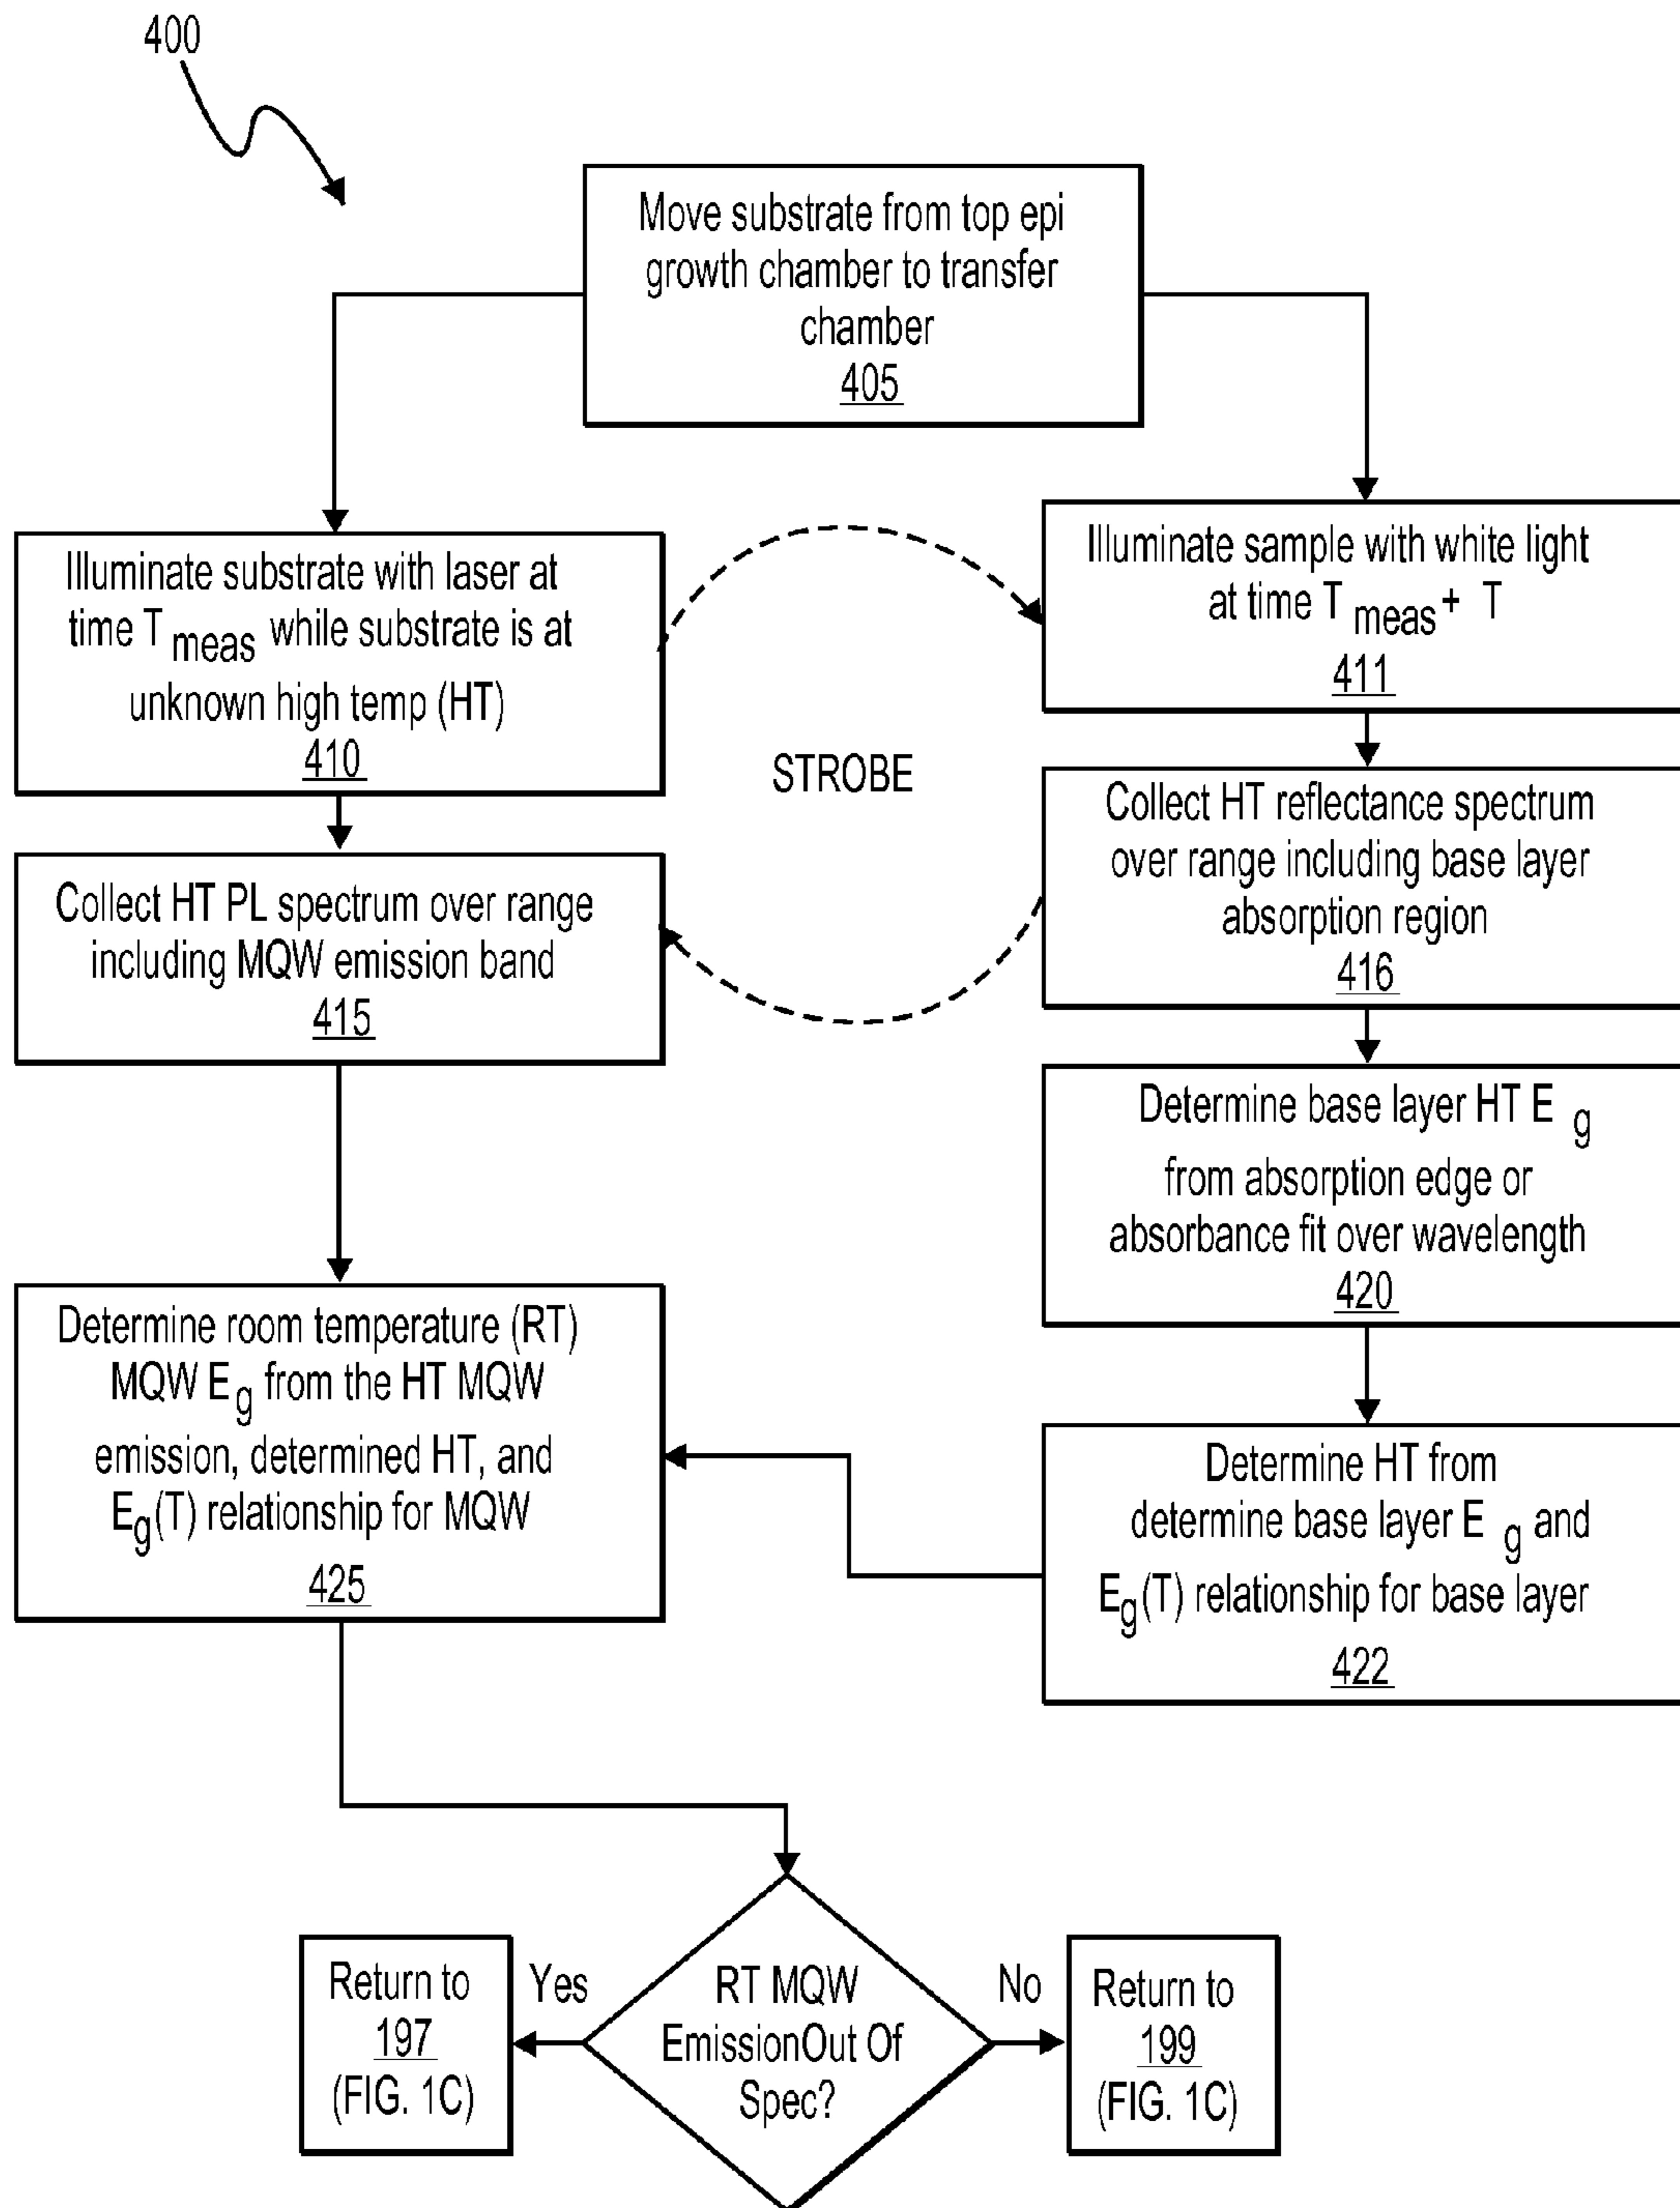 400
Move substrate from top epi
growth chamber to transfer
chamber
405
Illuminate substrate with laser at
time T meas while substrate is at
unknown high temp (HT)
410
Illuminate sample with white light
at time T meas + T
411
STROBE
Collect HT PL spectrum over range
including MQW emission band
415
Collect HT reflectance spectrum
over range including base layer
absorption region
416
Determine base layer HT E g
from absorption edge or
absorbance fit over wavelength
420
Determine room temperature (RT)
MQW E g from the HT MQW
emission, determined HT, and
E g (T) relationship for MQW
425
Determine HT from
determine base layer E g and
E g (T) relationship for base layer
422
RT MQW
EmissionOut Of
Spec?
Yes
Return to
197
(FIG. 1C)
No
Return to
199
(FIG. 1C)